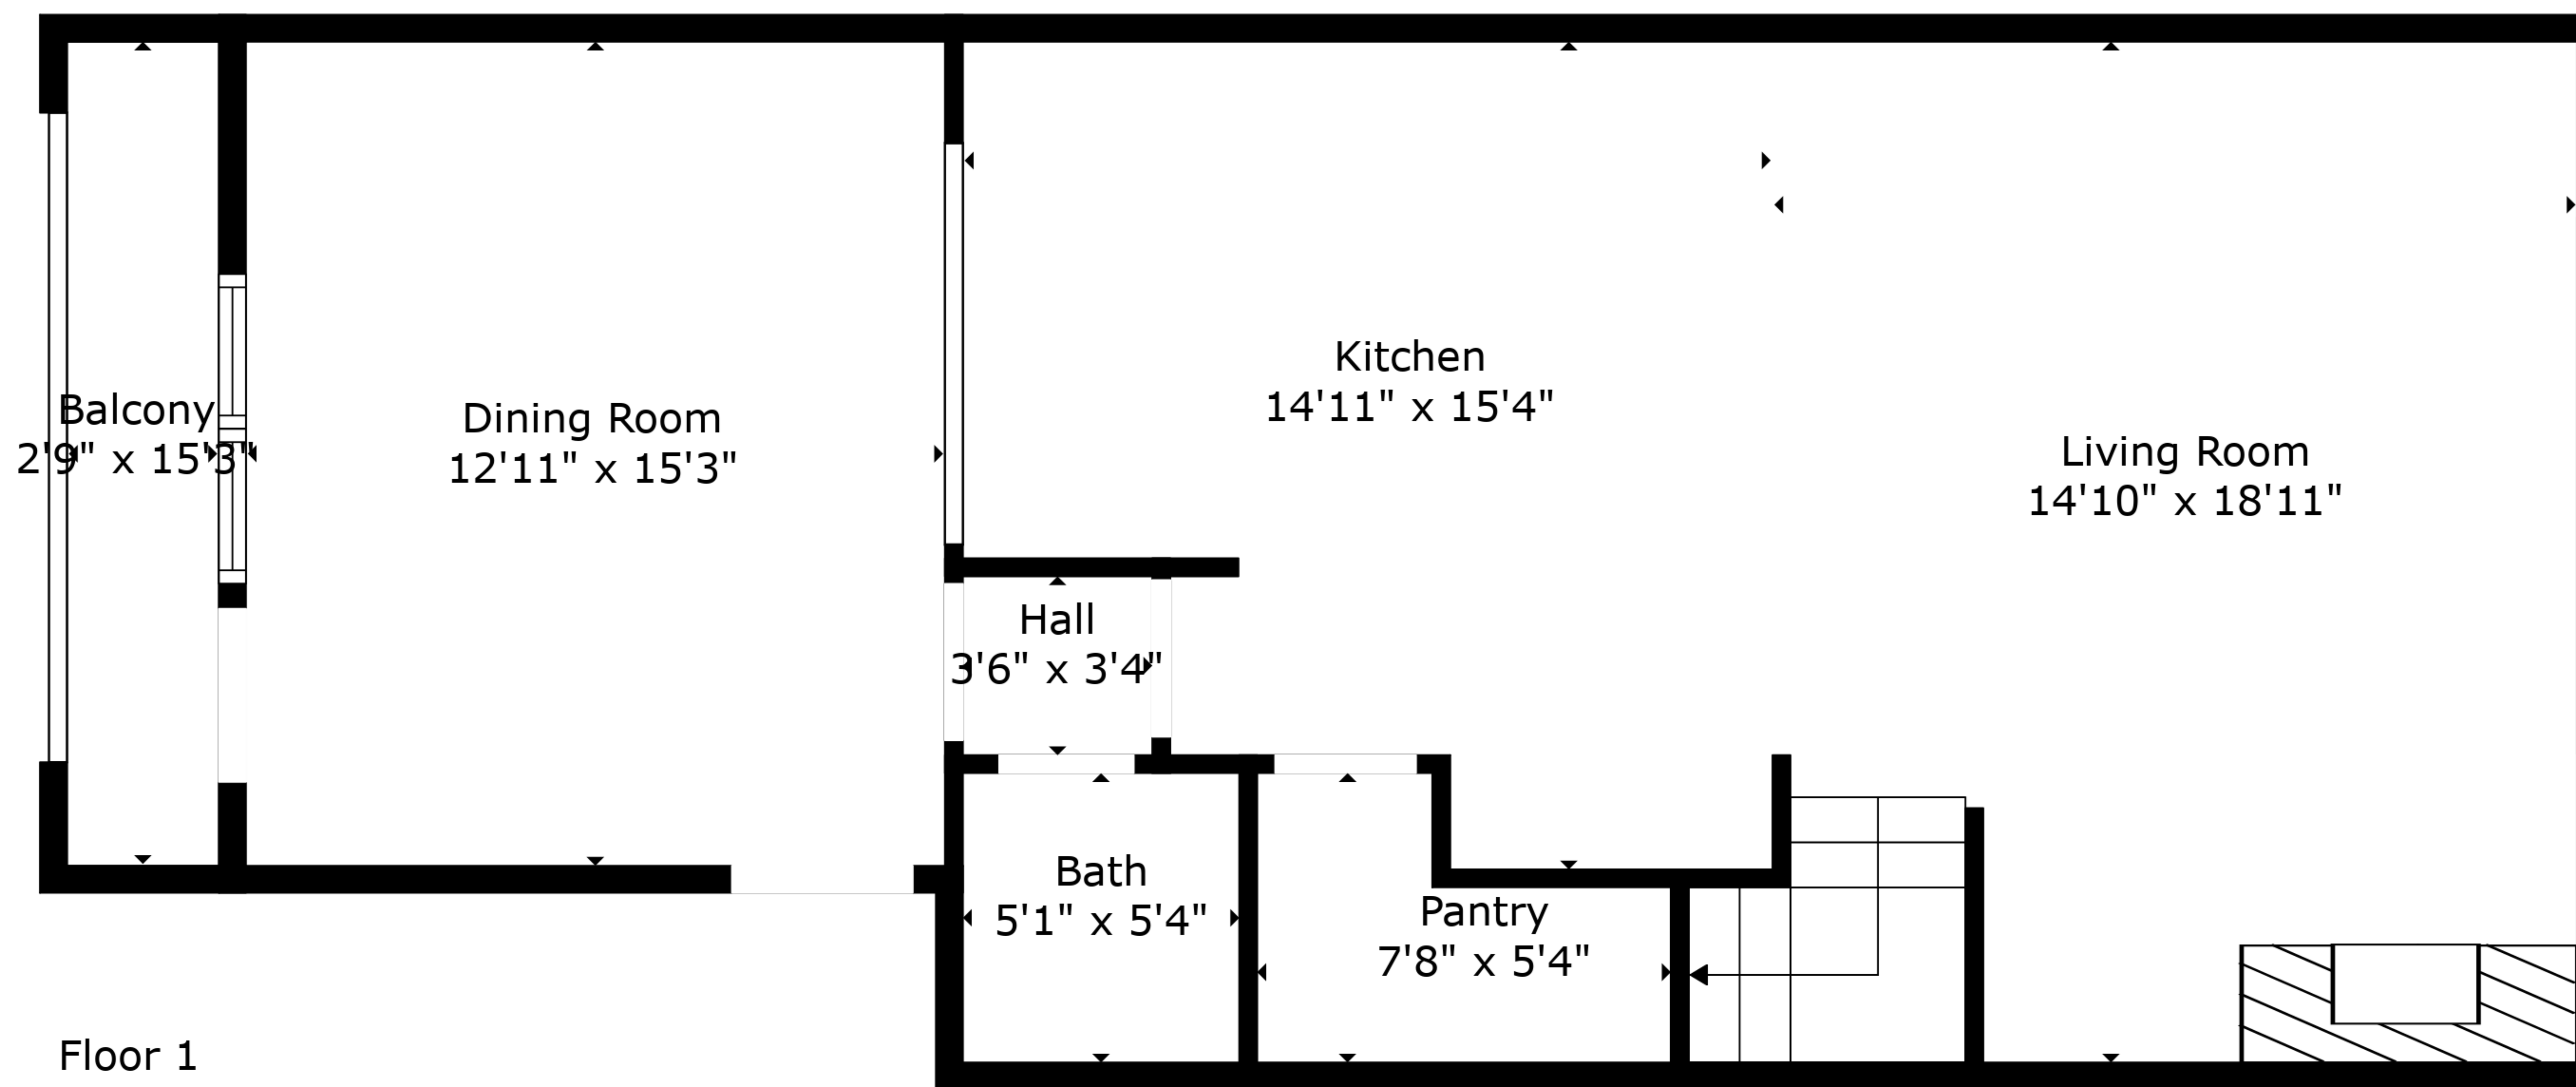 Balcony
2'9" x 15'3"
Dining Room
12'11" x 15'3"
Kitchen
14'11" x 15'4"
Living Room
14'10" x 18'11"
Hall
3'6" x 3'4"
Bath
5'1" x 5'4"
Pantry
7'8" x 5'4"
Floor 1